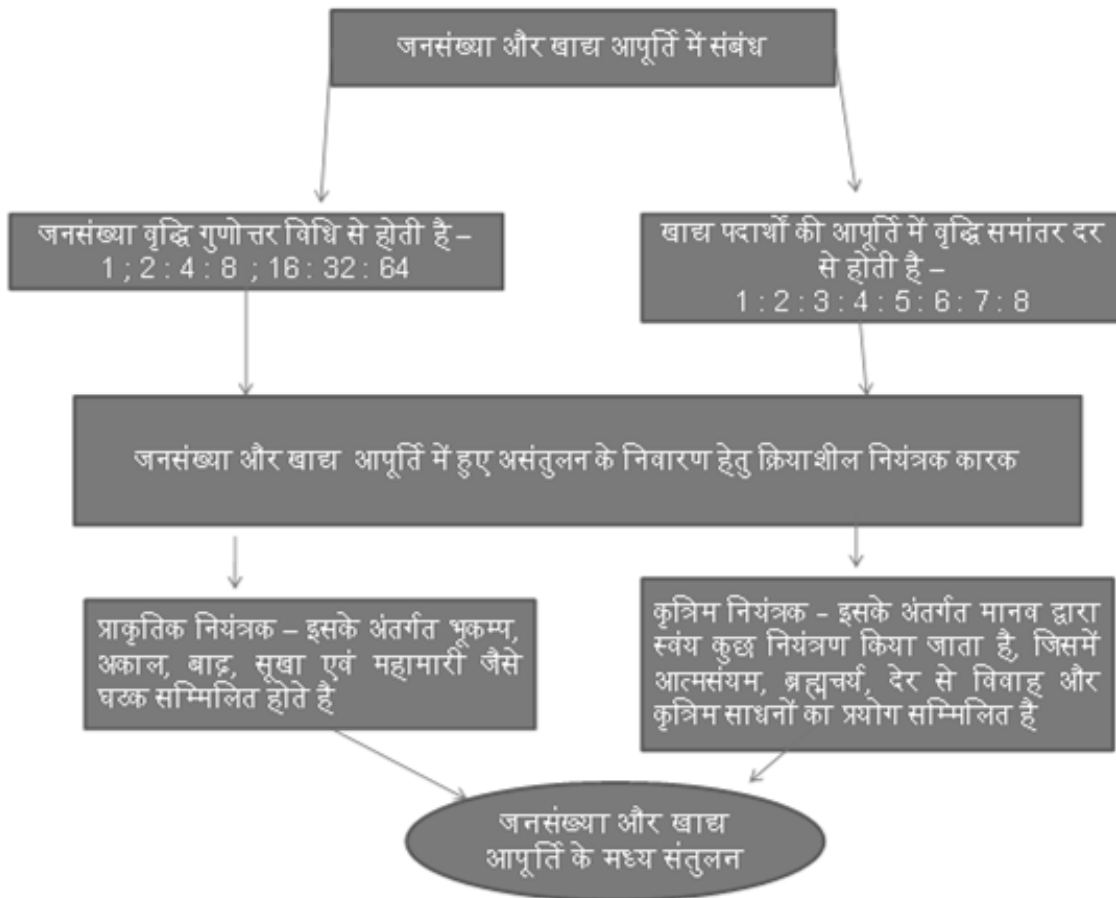 जनसंख्या और खाद्य आपूर्ति में संबंध
जनसंख्या वृद्धि गुणोत्तर विधि से होती है –
1 ; 2 : 4 : 8 ; 16 : 32 : 64
खाद्य पदार्थों की आपूर्ति में वृद्धि समांतर दर
से होती है –
1 : 2 : 3 : 4 : 5 : 6 : 7 : 8
जनसंख्या और खाद्य आपूर्ति में हुए असंतुलन के निवारण हेतु क्रियाशील नियंत्रक कारक
प्राकृतिक नियंत्रक – इसके अंतर्गत भूकम्प,
अकाल, बाढ़, सूखा एवं महामारी जैसे
घटक सम्मिलित होते है
कृत्रिम नियंत्रक – इसके अंतर्गत मानव द्वारा
स्वंय कुछ नियंत्रण किया जाता है, जिसमें
आत्मसंयम, ब्रह्मचर्य, देर से विवाह और
कृत्रिम साधनों का प्रयोग सम्मिलित है
जनसंख्या और खाद्य
आपूर्ति के मध्य संतुलन